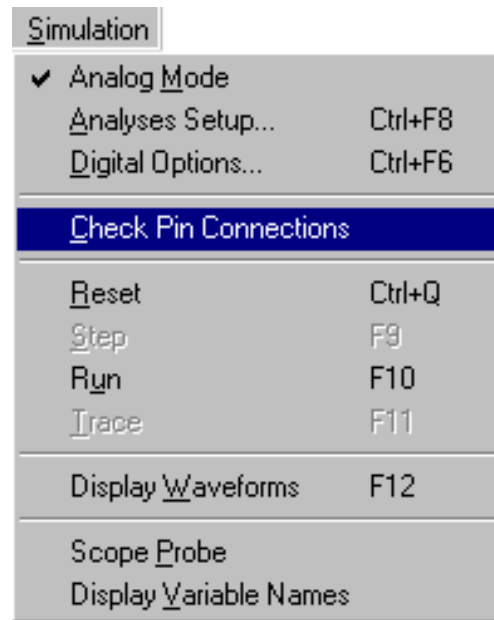 Simulation
Analog Mode
Analyses Setup... Ctrl+F8
Digital Options... Ctrl+F6
Check Pin Connections
Reset Ctrl+Q
Step F9
Run F10
Trace F11
Display Waveforms F12
Scope Probe
Display Variable Names